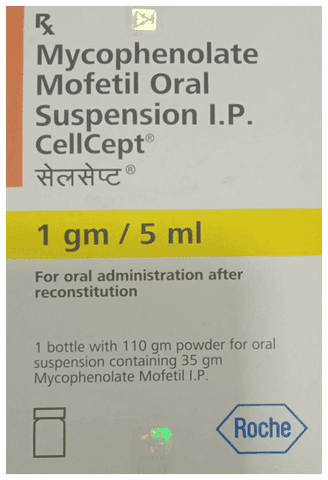 Rx
Mycophenolate
Mofetil Oral
Suspension I.P.
CellCept®
सेलसेप्ट®
1 gm / 5 ml
For oral administration after
reconstitution
1 bottle with 110 gm powder for oral
suspension containing 35 gm
Mycophenolate Mofetil I.P.
Roche